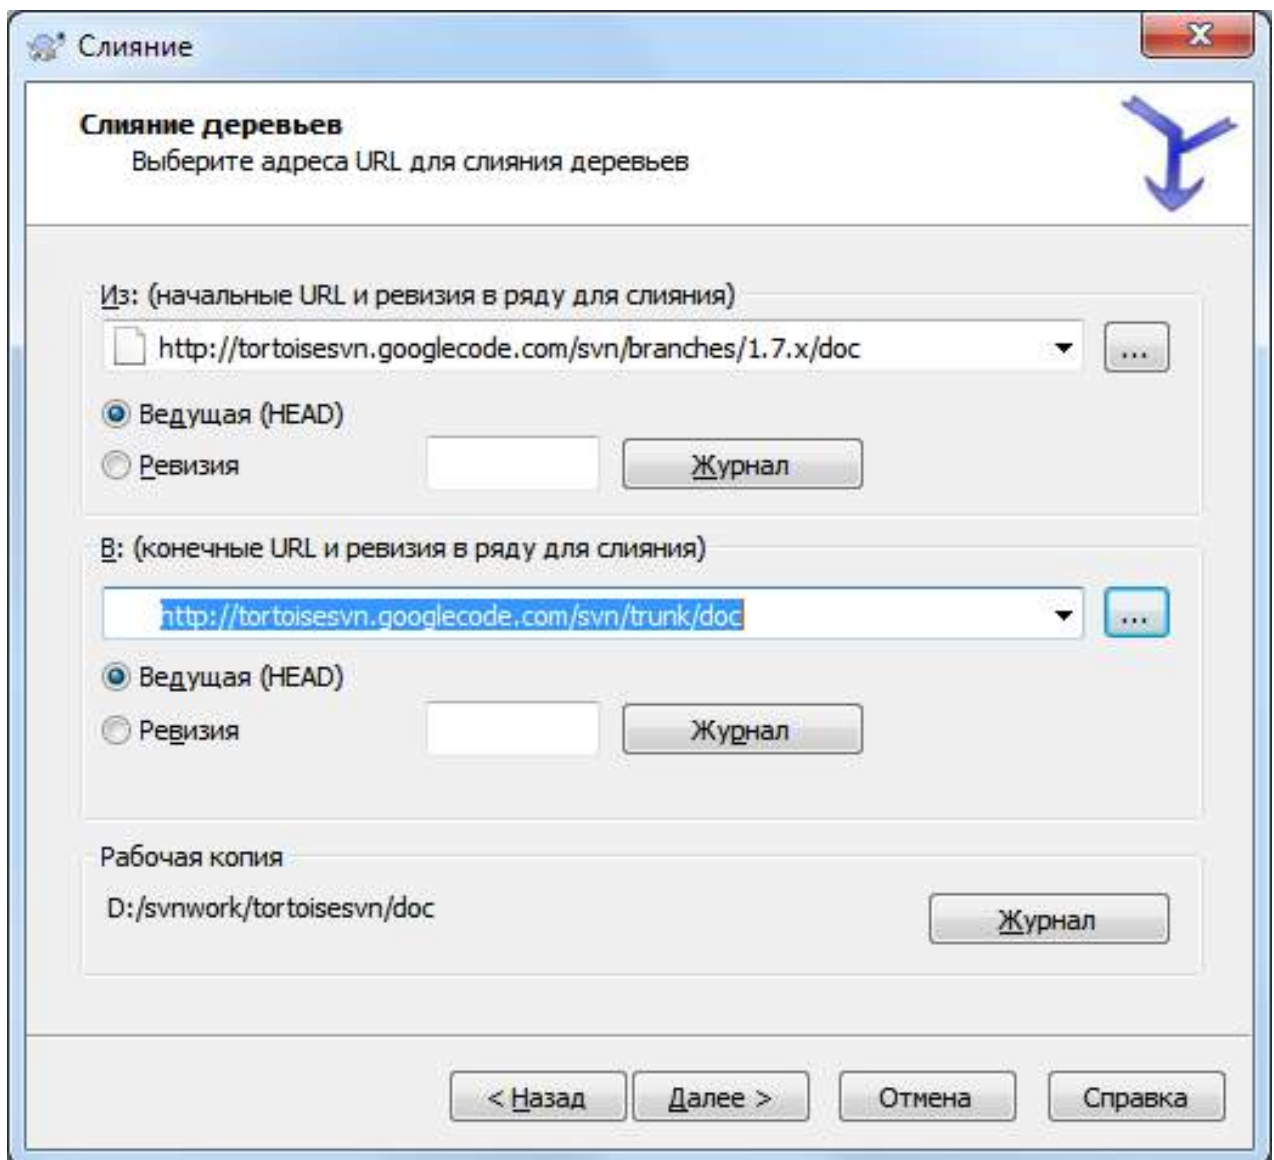 Слияние
Слияние деревьев
Выберите адреса URL для слияния деревьев
Из: (начальные URL и ревизия в ряду для слияния)
http://tortoisesvn.googlecode.com/svn/branches/1.7.x/doc
...
Ведущая (HEAD)
Ревизия
Журнал
В: (конечные URL и ревизия в ряду для слияния)
http://tortoisesvn.googlecode.com/svn/trunk/doc
...
Ведущая (HEAD)
Ревизия
Журнал
Рабочая копия
D:/svnwork/tortoisesvn/doc
Журнал
< Назад Далее > Отмена Справка